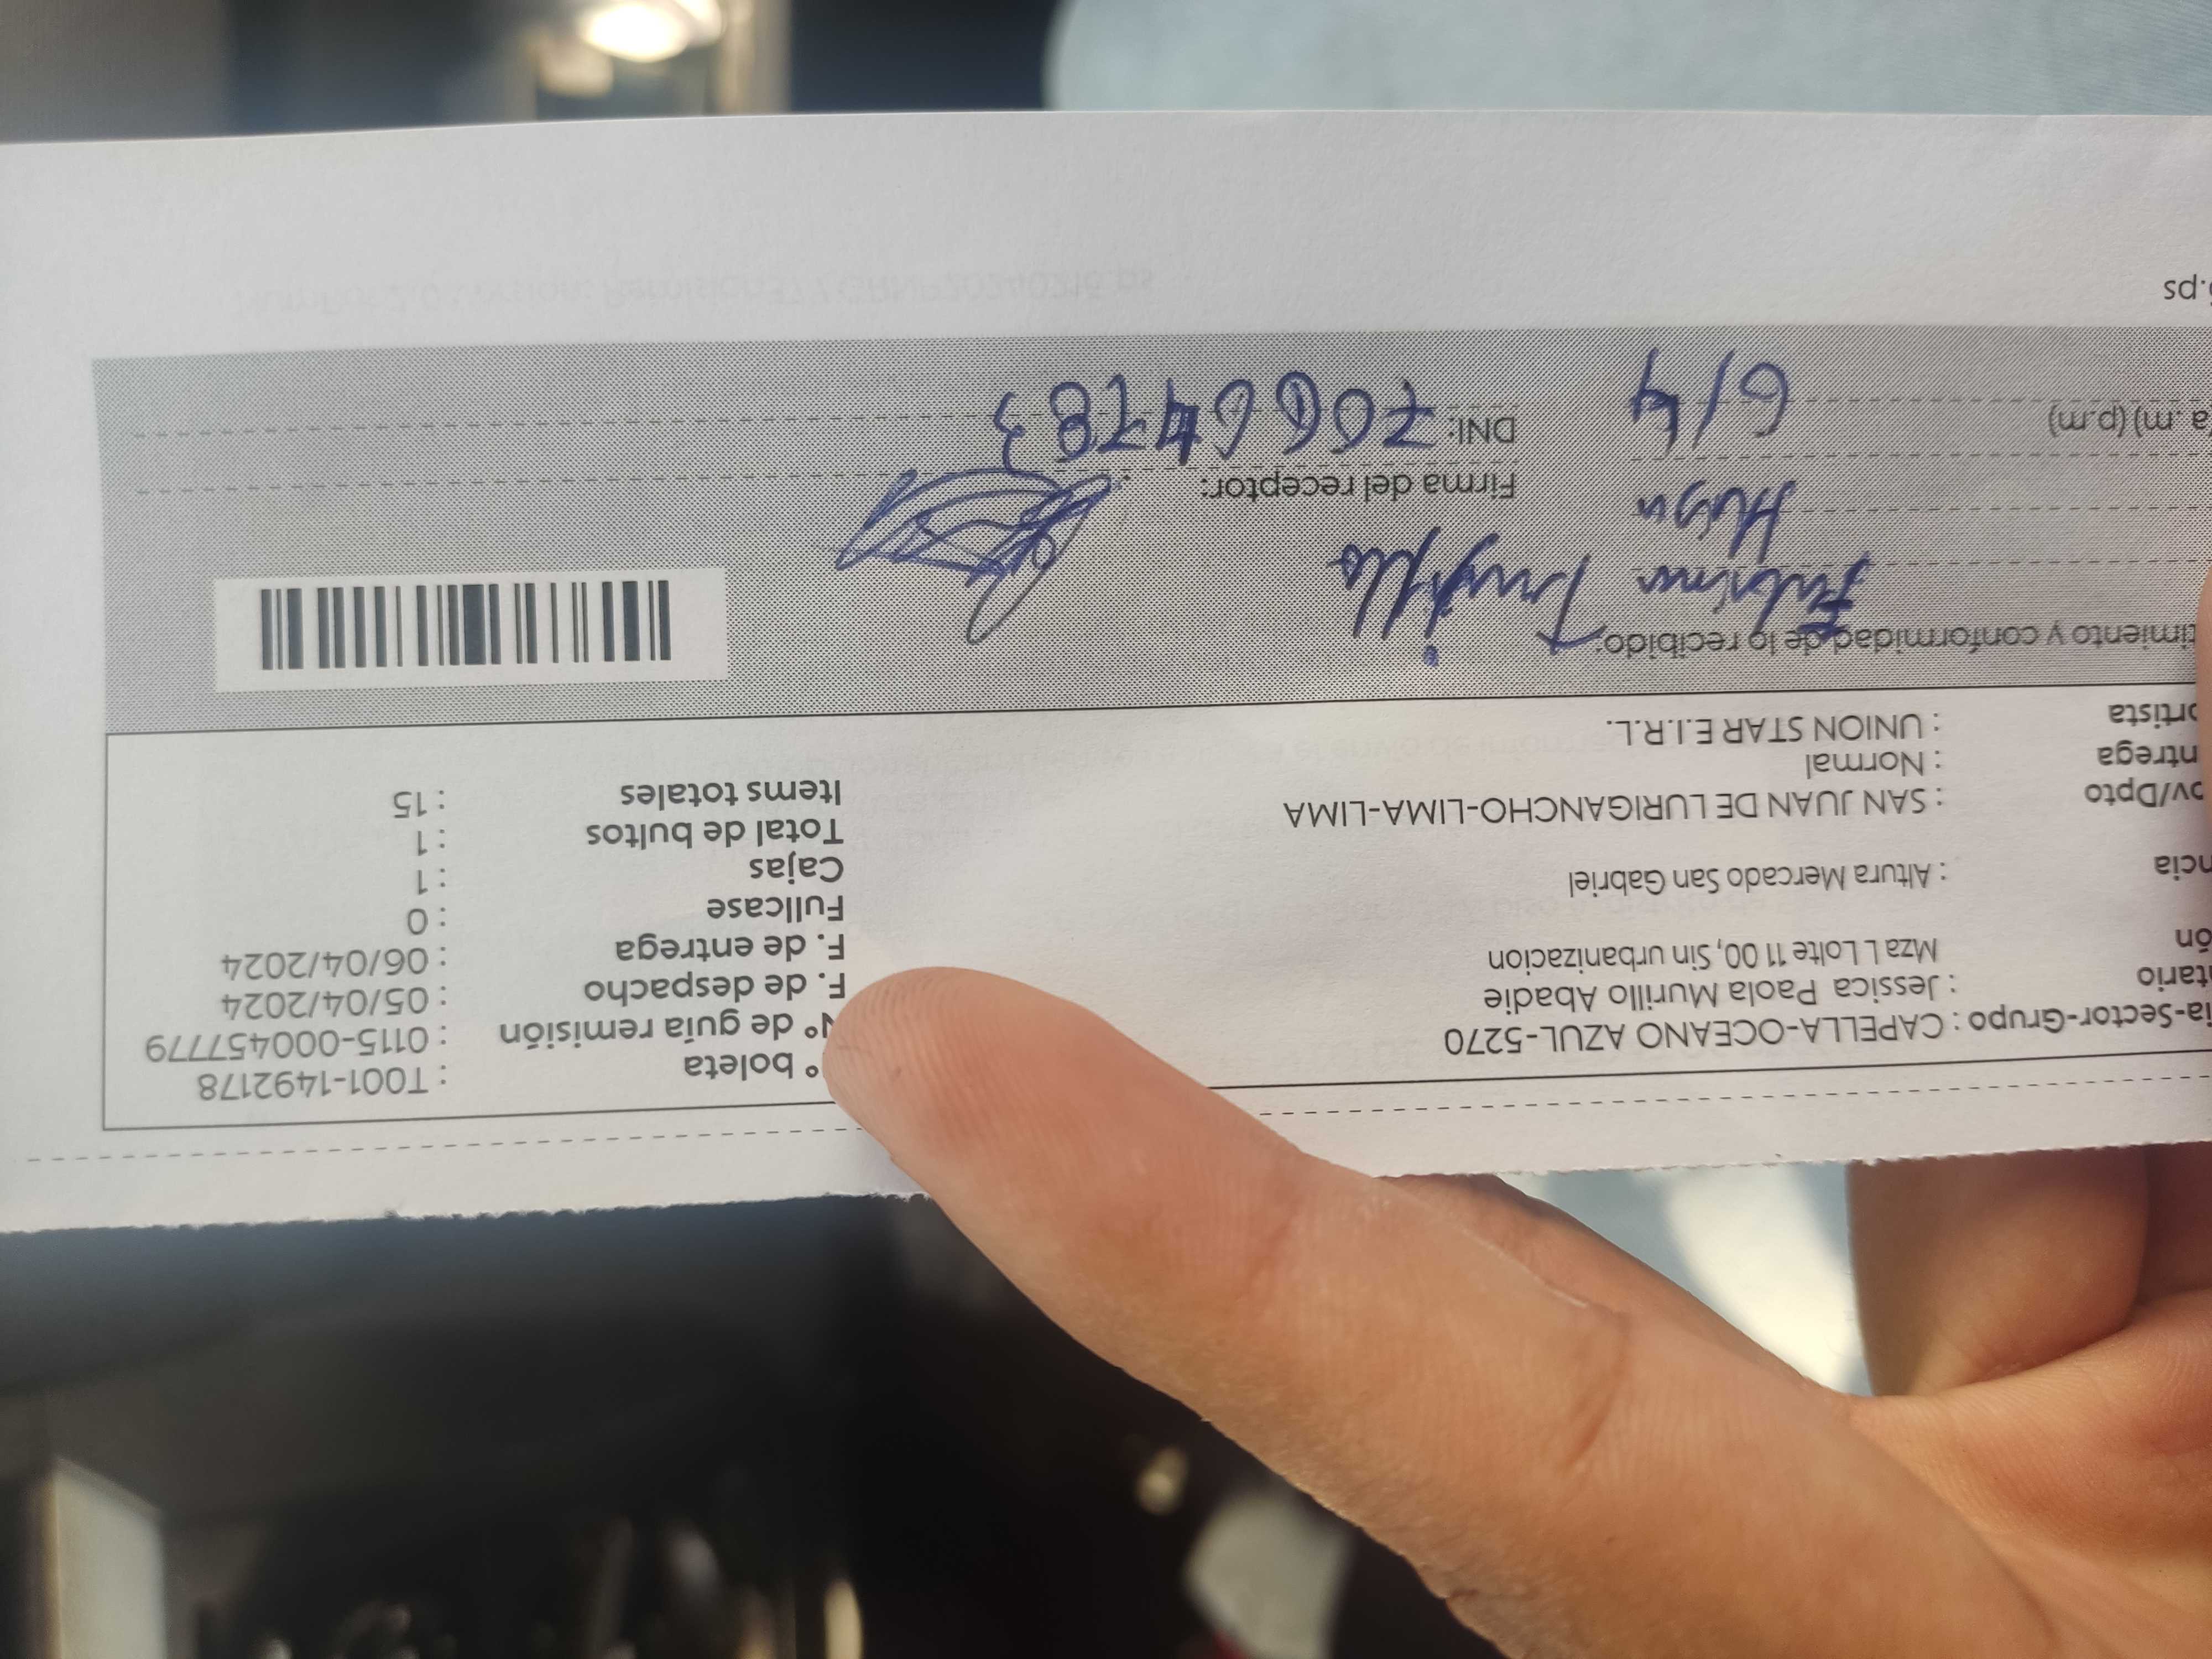 ia-Sector-Grupo : CAPELLA-OCEANO AZUL-5270
tario : Jessica Paola Murillo Abadie
ón Mza L Lolte 11 00, Sin urbanizacion
ncia : Altura Mercado San Gabriel
ov/Dpto : SAN JUAN DE LURIGANCHO-LIMA-LIMA
ntrega : Normal
ortista : UNION STAR E.I.R.L.
° boleta : T001-1492178
N° de guía remisión : 0115-000457779
F. de despacho : 05/04/2024
F. de entrega : 06/04/2024
Fullcase : 0
Cajas : 1
Total de bultos : 1
Items totales : 15
timiento y conformidad de lo recibido:
Trujillo
Firma del receptor:
a.m) (p.m) 6/4
DNI: 70664783
.ps